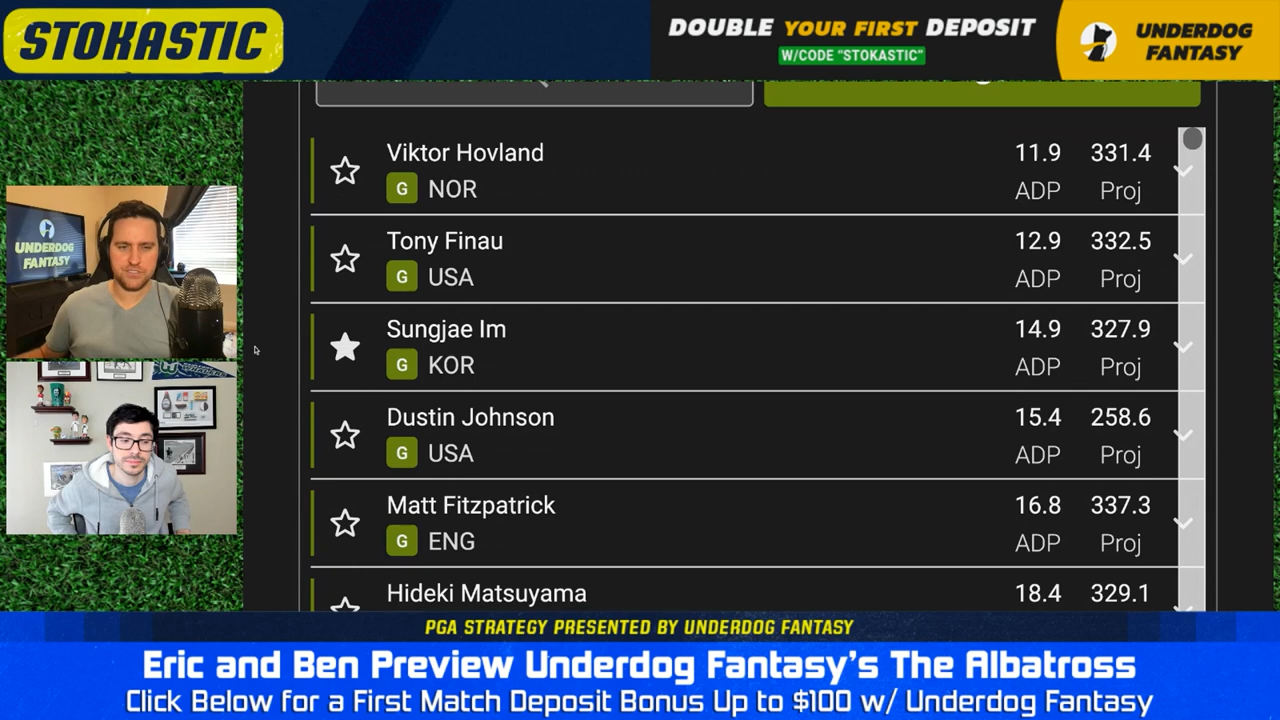 STOKASTIC
DOUBLE YOUR FIRST DEPOSIT
W/CODE "STOKASTIC"
UNDERDOG
FANTASY
Viktor Hovland
G NOR
11.9 331.4
ADP Proj
Tony Finau
G USA
12.9 332.5
ADP Proj
Sungjae Im
G KOR
14.9 327.9
ADP Proj
Dustin Johnson
G USA
15.4 258.6
ADP Proj
Matt Fitzpatrick
G ENG
16.8 337.3
ADP Proj
Hideki Matsuyama
18.4 329.1
UNDERDOG
FANTASY
PGA STRATEGY PRESENTED BY UNDERDOG FANTASY
Eric and Ben Preview Underdog Fantasy's The Albatross
Click Below for a First Match Deposit Bonus Up to $100 w/ Underdog Fantasy